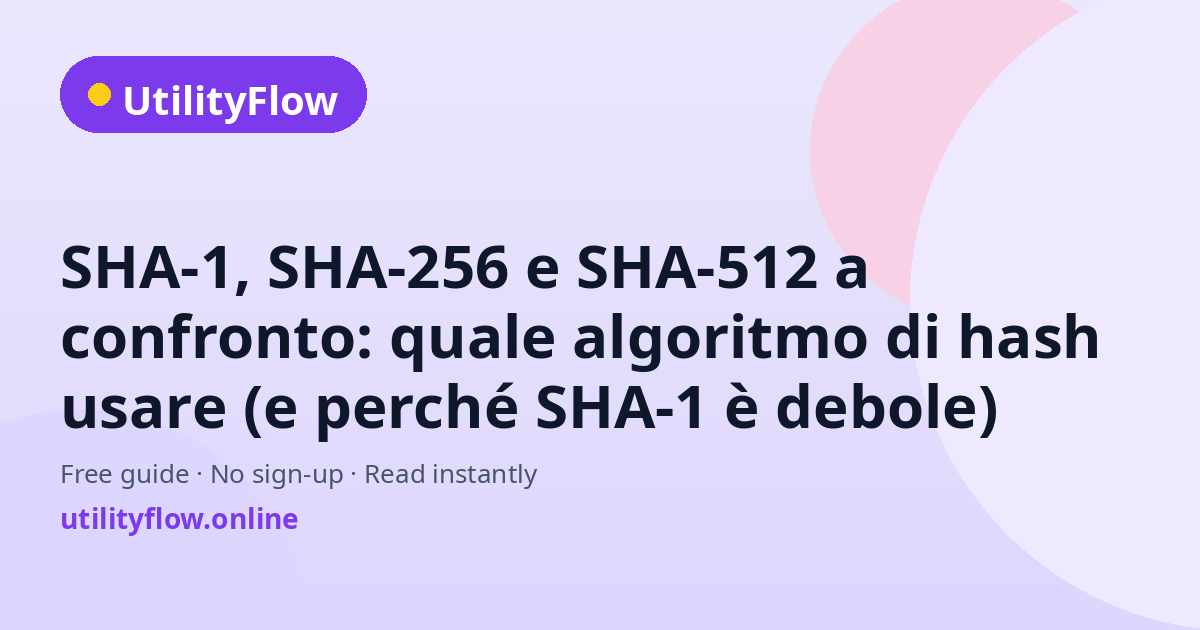 UtilityFlow
SHA-1, SHA-256 e SHA-512 a
confronto: quale algoritmo di hash
usare (e perché SHA-1 è debole)
Free guide · No sign-up · Read instantly
utilityflow.online